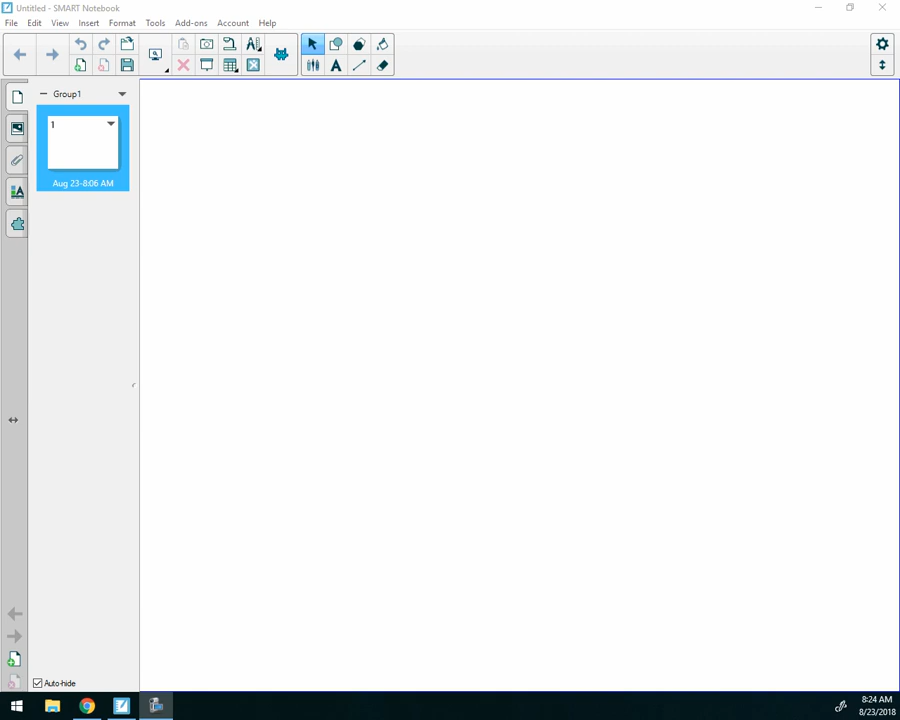 Untitled - SMART Notebook
File Edit View Insert Format Tools Add-ons Account Help
Group1
1
Aug 23-8:06 AM
Auto-hide
8:24 AM
8/23/2018